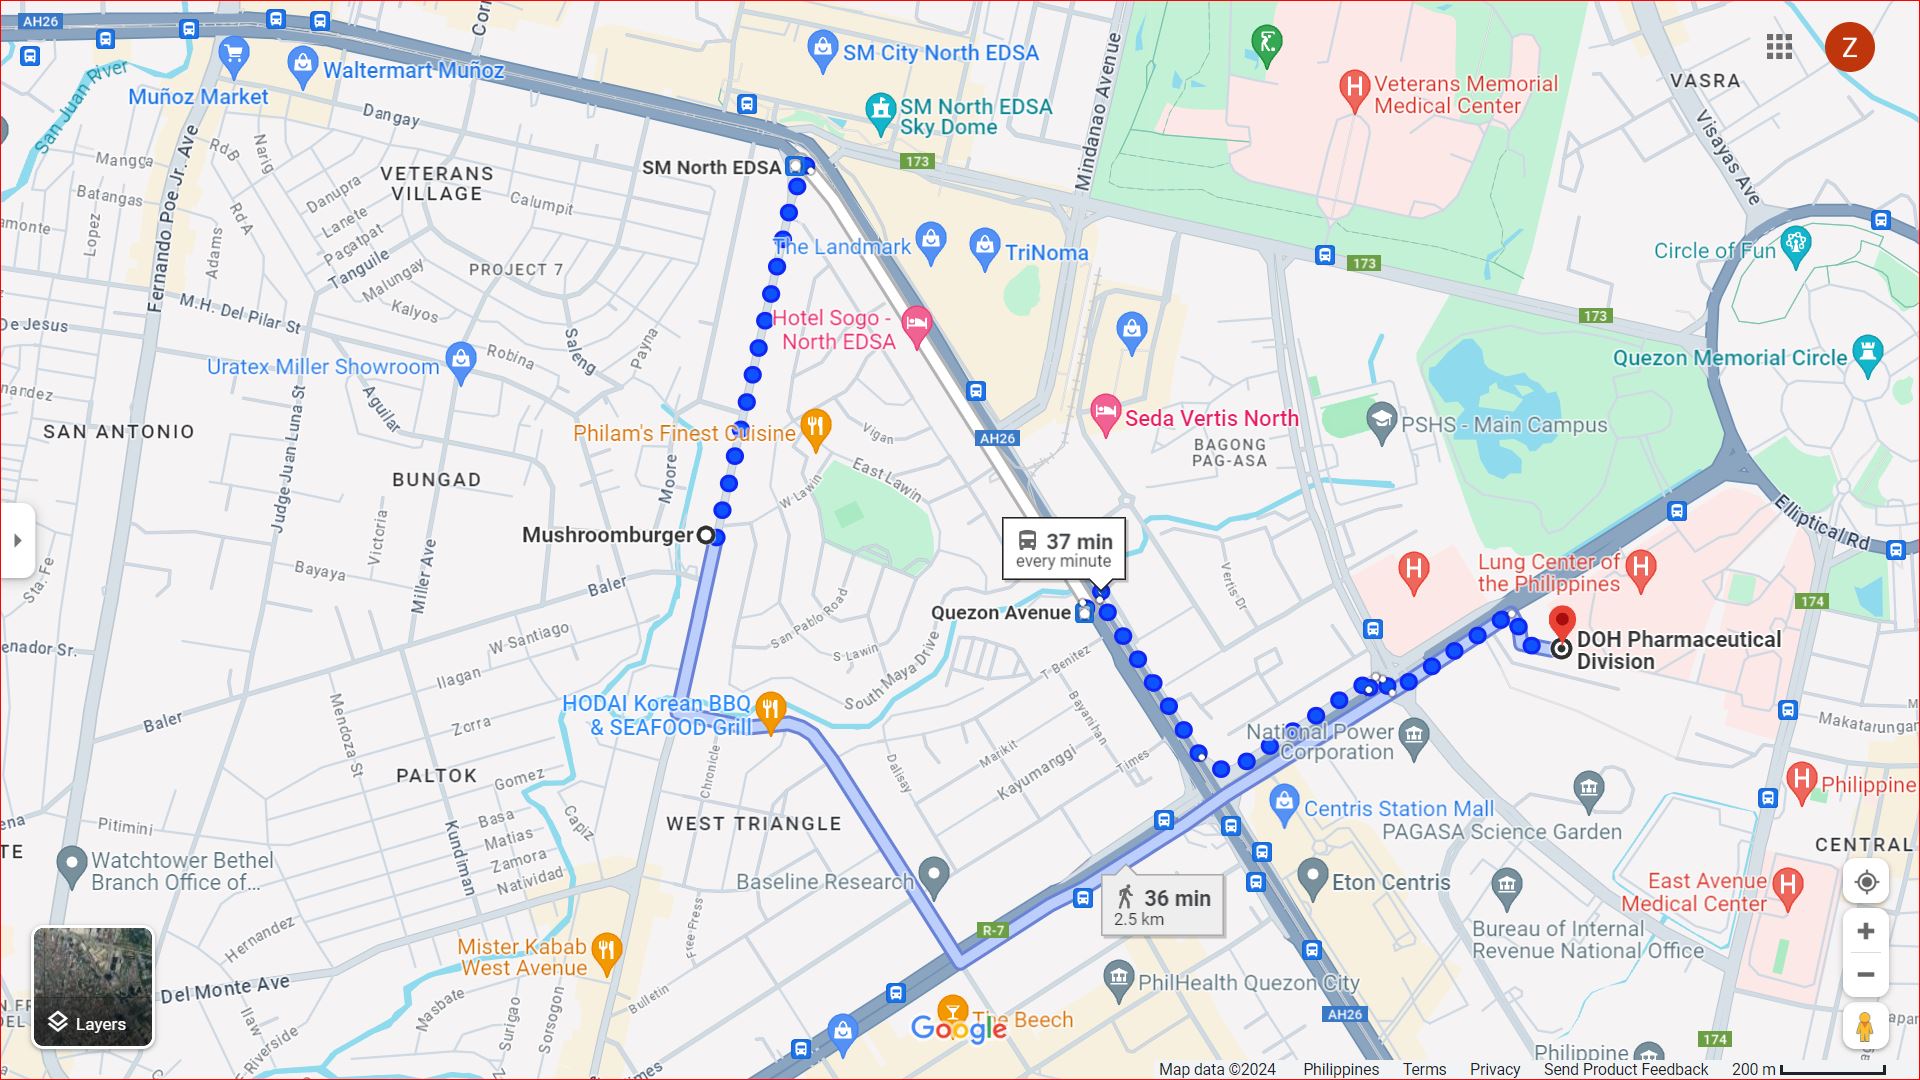 AH26
Muñoz Market
Waltermart Muñoz
San Juan River
SM City North EDSA
SM North EDSA
Sky Dome
Mindanao Avenue
Veterans Memorial
Medical Center
VASRA
Visayas Ave
Z
Dangay
Mangga
Batangas
Lopez
Fernando Poe Jr. Ave
Rd B
Narig
Rd A
Adams
VETERANS
VILLAGE
Danupra
Lanete
Pagatpat
Tanguile
Malungay
Kalyos
Calumpit
PROJECT 7
SM North EDSA
173
The Landmark
TriNoma
173
173
Circle of Fun
Quezon Memorial Circle
De Jesus
M.H. Del Pilar St
Uratex Miller Showroom
Robina
Saleng
Payna
Aguilar
Judge Juan Luna St
SAN ANTONIO
BUNGAD
Hotel Sogo -
North EDSA
Philam's Finest Cuisine
Vigan
East Lawin
W Lawin
AH26
Seda Vertis North
BAGONG
PAG-ASA
PSHS - Main Campus
Elliptical Rd
Moore
Victoria
Miller Ave
Mushroomburger
Sta. Fe
Bayaya
Baler
37 min
every minute
Quezon Avenue
Vertis Dr
Lung Center of
the Philippines
174
DOH Pharmaceutical
Division
W Santiago
San Pablo Road
S Lawin
South Maya Drive
T- Benitez
Bayanihan
Ilagan
Baler
Mendoza St
Zorra
HODAI Korean BBQ
& SEAFOOD Grill
Chronicle
Dalisay
Marikit
Kayumanggi
Times
National Power
Corporation
Makatarungan
PALTOK
Gomez
Basa
Matias
Zamora
Natividad
Capiz
Kundiman
Pitimini
WEST TRIANGLE
Centris Station Mall
PAGASA Science Garden
Philippine
CENTRAL
Watchtower Bethel
Branch Office of...
Baseline Research
36 min
2.5 km
Eton Centris
East Avenue
Medical Center
R-7
Bureau of Internal
Revenue National Office
Hernandez
Free Press
Mister Kabab
West Avenue
Del Monte Ave
Nasbate
Bulletin
Surigao
Sorsogon
Ilaw
E-Riverside
PhilHealth Quezon City
AH26
The Beech
Google
174
Philippine
Layers
Map data ©2024
Philippines
Terms
Privacy
Send Product Feedback
200 m